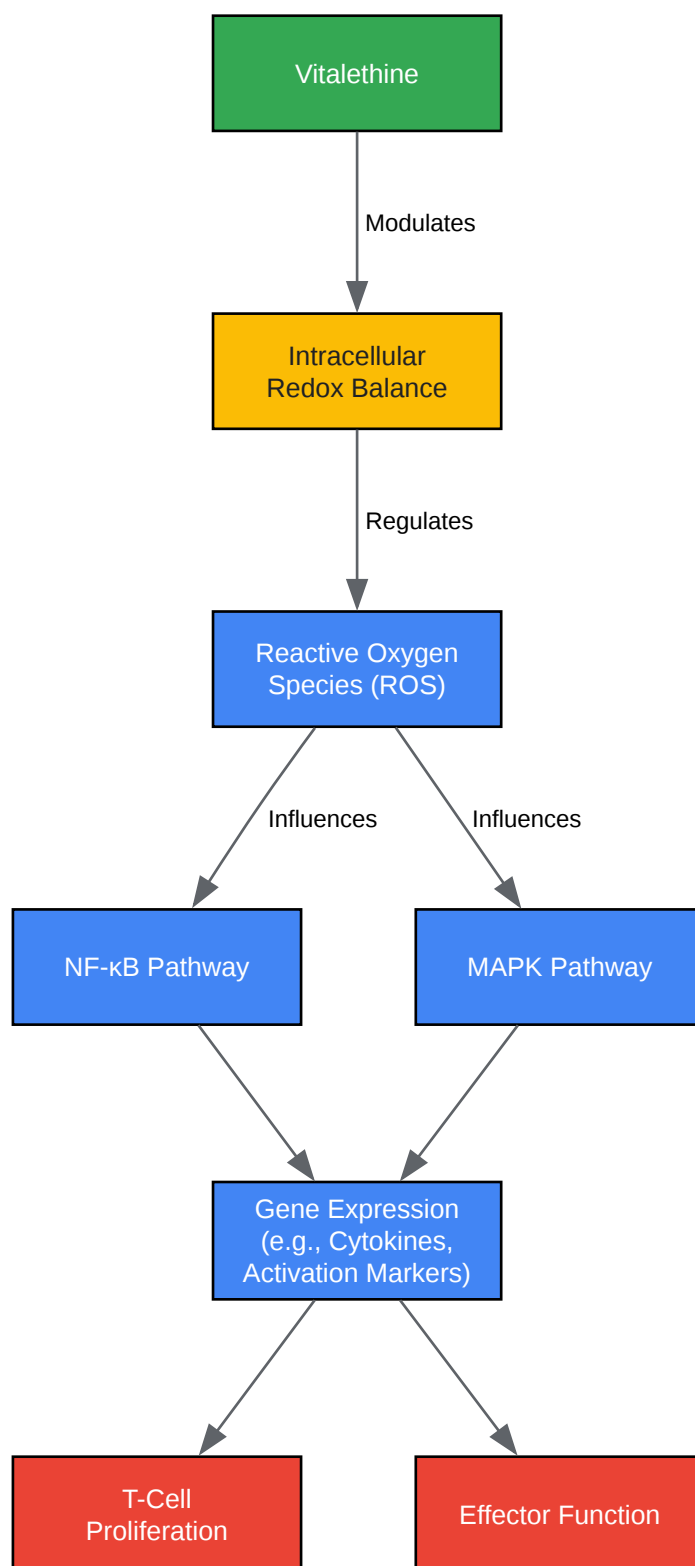 Vitalethine
Modulates
Intracellular
Redox Balance
Regulates
Reactive Oxygen
Species (ROS)
Influences
Influences
NF-κB Pathway
MAPK Pathway
Gene Expression
(e.g., Cytokines,
Activation Markers)
T-Cell
Proliferation
Effector Function